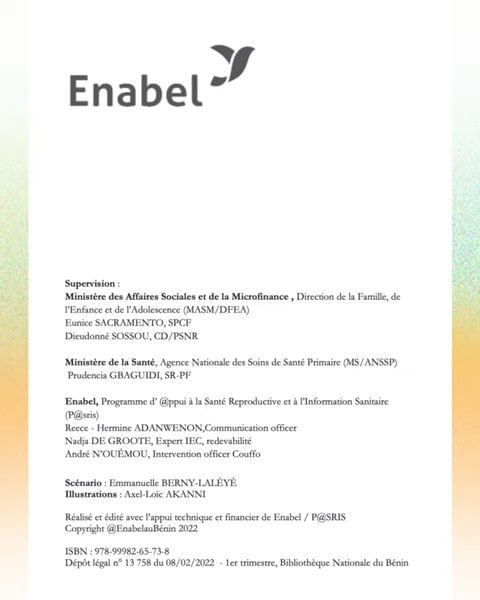 Enabel
Supervision :
Ministère des Affaires Sociales et de la Microfinance , Direction de la Famille, de
l'Enfance et de l'Adolescence (MASM/DFEA)
Eunice SACRAMENTO, SPCF
Dieudonné SOSSOU, CD/PSNR
Ministère de la Santé, Agence Nationale des Soins de Santé Primaire (MS/ANSSP)
Prudencia GBAGUIDI, SR-PF
Enabel, Programme d' @ppui à la Santé Reproductive et à l'Information Sanitaire
(P@sris)
Reece - Hermine ADANWENON,Communication officer
Nadja DE GROOTE, Expert IEC, redevabilité
André N'OUÉMOU, Intervention officer Couffo
Scénario : Emmanuelle BERNY-LALÈYÊ
Illustrations : Axel-Loïc AKANNI
Réalisé et édité avec l'appui technique et financier de Enabel / P@SRIS
Copyright @EnabelauBénin 2022
ISBN : 978-99982-65-73-8
Dépôt légal n° 13 758 du 08/02/2022 - 1er trimestre, Bibliothèque Nationale du Bénin